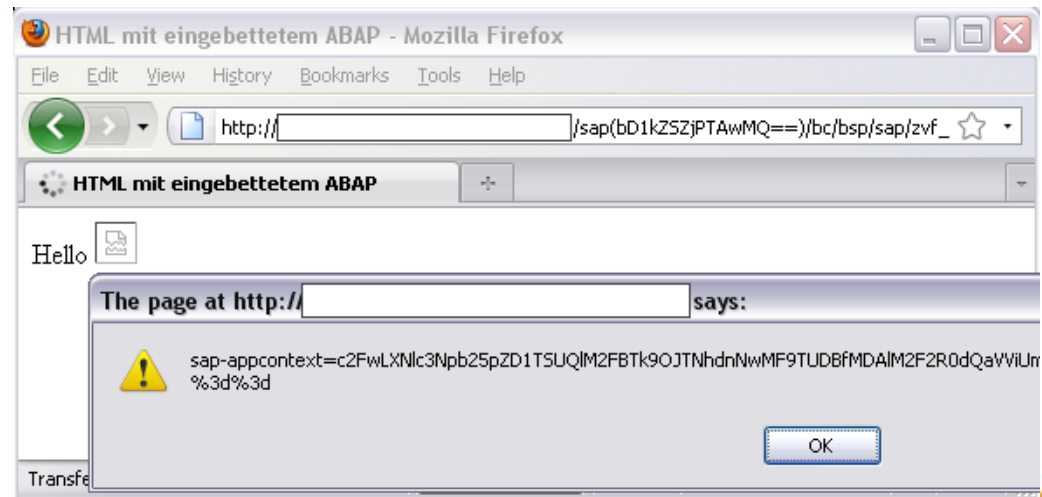 HTML mit eingebettetem ABAP - Mozilla Firefox
File Edit View History Bookmarks Tools Help
http:// /sap(bD1kZSZjPTAwMQ==)/bc/bsp/sap/zvf_
HTML mit eingebettetem ABAP
Hello
The page at http:// says:
sap-appcontext=c2FwLXNlc3Npb25pZD1TSUQlM2FBTk9OJTNhdnNwMF9TUDBfMDAlM2F2R0dQaVViUm
%3d%3d
OK
Transfe